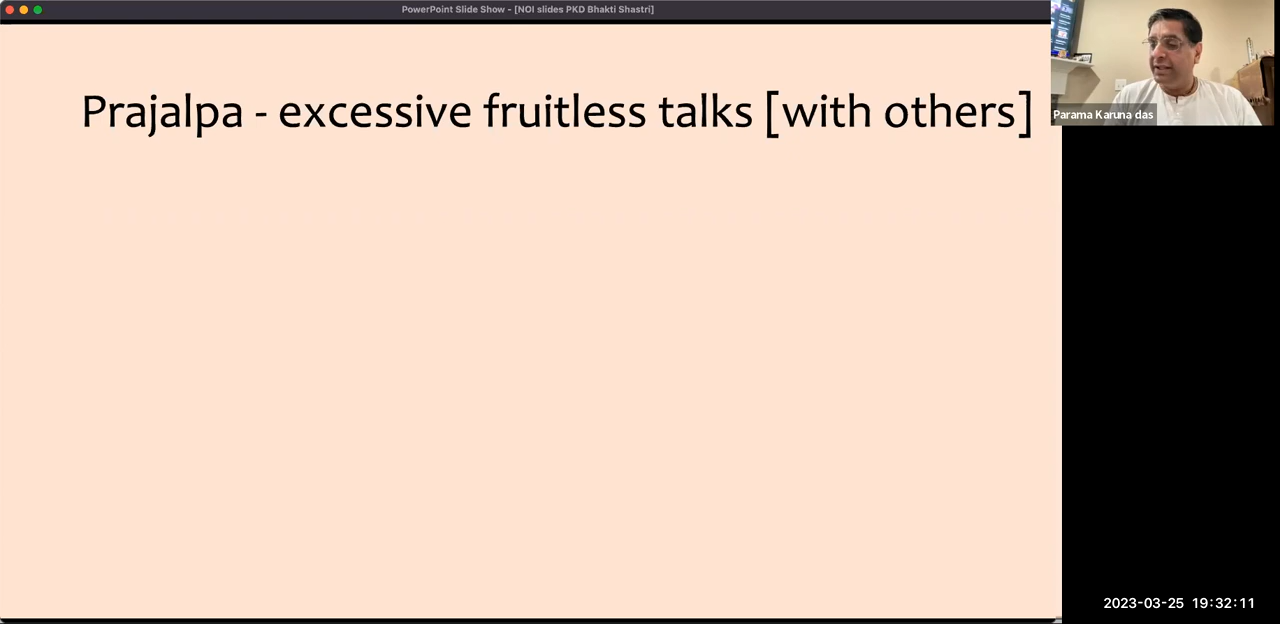 PowerPoint Slide Show - [NOI slides PKD Bhakti Shastri]
Prajalpa - excessive fruitless talks [with others]
Parama Karuna das
2023-03-25 19:32:11